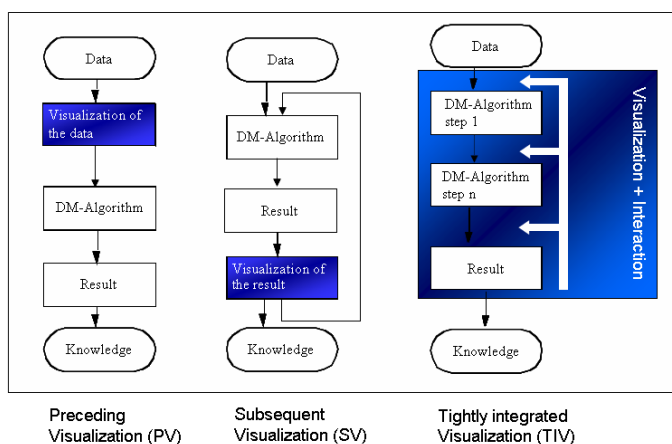 Data
Visualization of
the data
DM-Algorithm
Result
Knowledge
Preceding
Visualization (PV)
Data
DM-Algorithm
Result
Visualization of
the result
Knowledge
Subsequent
Visualization (SV)
Data
DM-Algorithm
step 1
DM-Algorithm
step n
Result
Visualization + Interaction
Knowledge
Tightly integrated
Visualization (TIV)